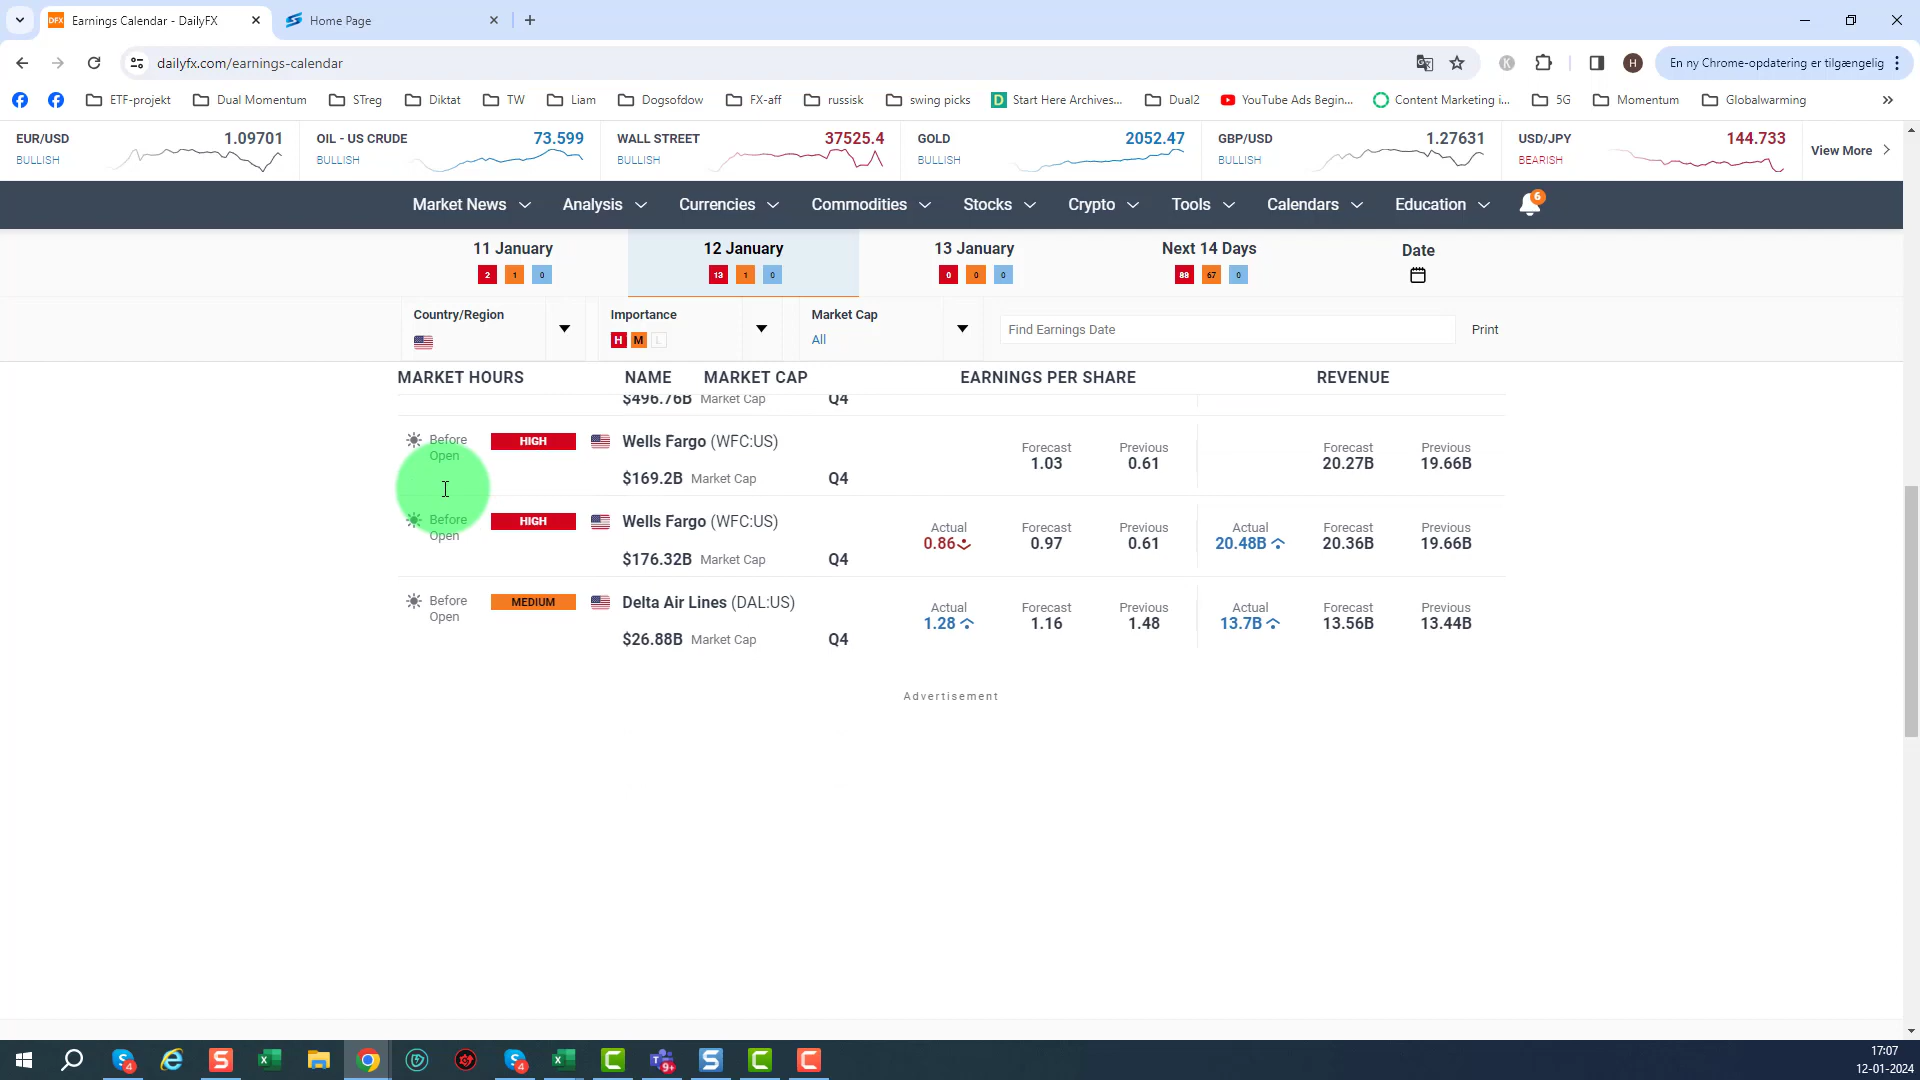 Earnings Calendar - DailyFX
Home Page
dailyfx.com/earnings-calendar
En ny Chrome-opdatering er tilgængelig
ETF-projekt Dual Momentum STreg Diktat TW Liam Dogsofdow FX-aff russisk swing picks Start Here Archives... Dual2 YouTube Ads Begin... Content Marketing i... 5G Momentum Globalwarming
EUR/USD 1.09701 OIL - US CRUDE 73.599 WALL STREET 37525.4 GOLD 2052.47 GBP/USD 1.27631 USD/JPY 144.733
BULLISH BULLISH BULLISH BULLISH BULLISH BEARISH View More
Market News Analysis Currencies Commodities Stocks Crypto Tools Calendars Education 6
11 January 12 January 13 January Next 14 Days Date
2 1 0 13 1 0 0 0 0 88 67 0
Country/Region Importance Market Cap
H M L All Find Earnings Date Print
MARKET HOURS NAME MARKET CAP EARNINGS PER SHARE REVENUE
$496.76B Market Cap Q4
Before Open HIGH Wells Fargo (WFC:US) Forecast Previous Forecast Previous
1.03 0.61 20.27B 19.66B
$169.2B Market Cap Q4
Before Open HIGH Wells Fargo (WFC:US) Actual Forecast Previous Actual Forecast Previous
0.86 0.97 0.61 20.48B 20.36B 19.66B
$176.32B Market Cap Q4
Before Open MEDIUM Delta Air Lines (DAL:US) Actual Forecast Previous Actual Forecast Previous
1.28 1.16 1.48 13.7B 13.56B 13.44B
$26.88B Market Cap Q4
Advertisement
17:07
12-01-2024